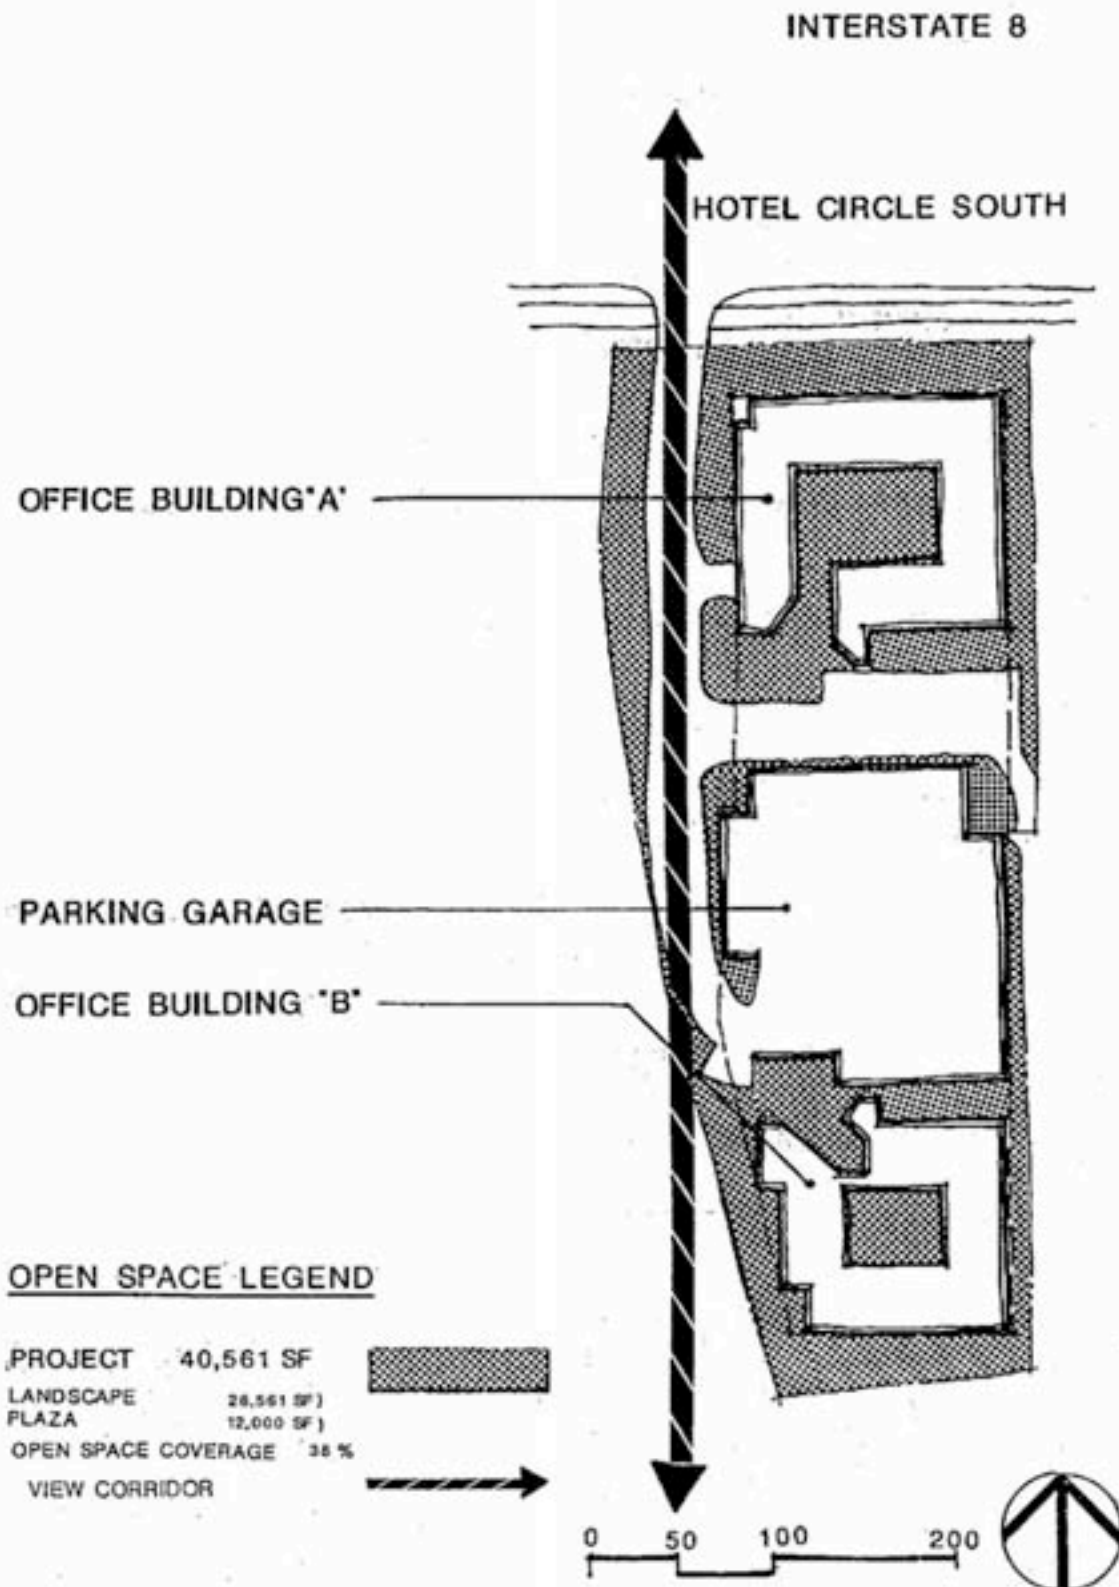 INTERSTATE 8
HOTEL CIRCLE SOUTH
OFFICE BUILDING "A"
PARKING GARAGE
OFFICE BUILDING "B"
OPEN SPACE LEGEND
PROJECT 40,561 SF
LANDSCAPE 28,561 SF)
PLAZA 12,000 SF)
OPEN SPACE COVERAGE 38 %
VIEW CORRIDOR
0 50 100 200